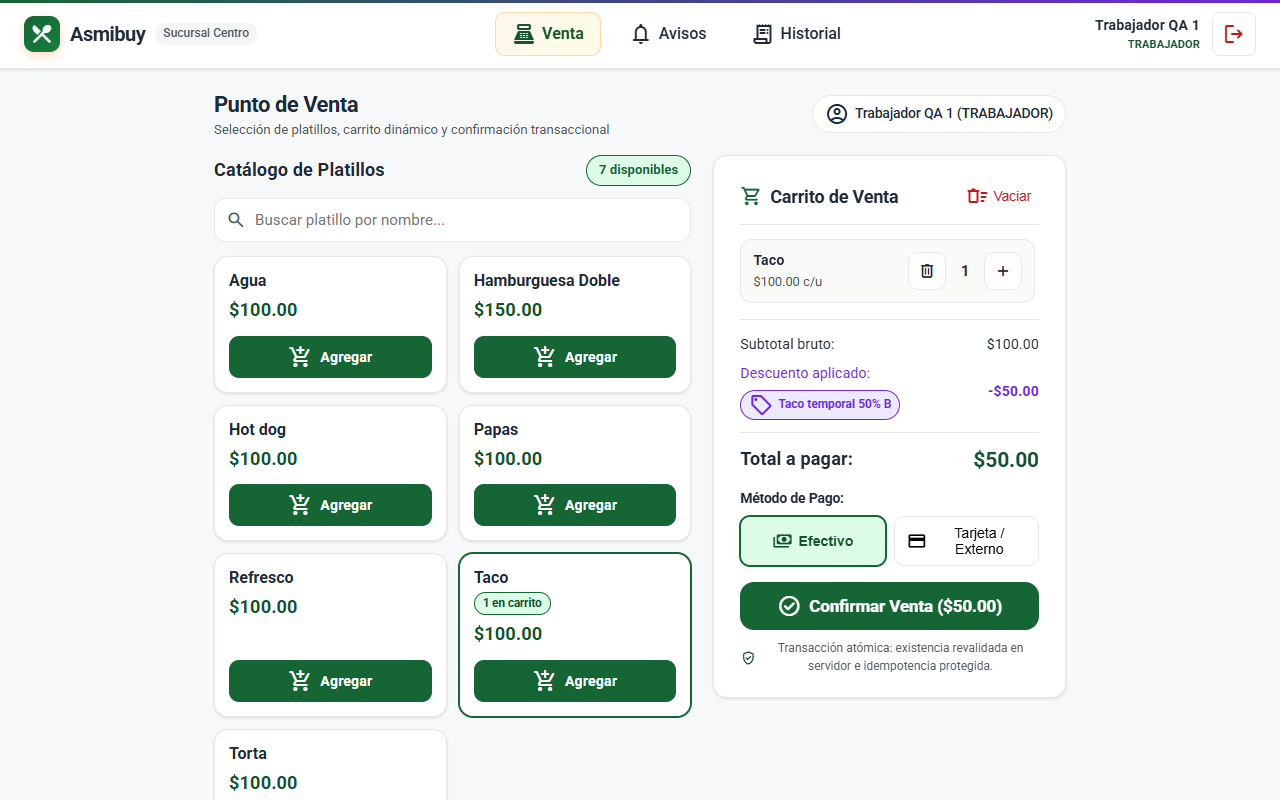 Asmibuy
Sucursal Centro
Venta
Avisos
Historial
Trabajador QA 1
TRABAJADOR
Punto de Venta
Selección de platillos, carrito dinámico y confirmación transaccional
Trabajador QA 1 (TRABAJADOR)
Catálogo de Platillos
7 disponibles
Buscar platillo por nombre...
Agua
$100.00
Agregar
Hamburguesa Doble
$150.00
Agregar
Hot dog
$100.00
Agregar
Papas
$100.00
Agregar
Refresco
$100.00
Agregar
Taco
1 en carrito
$100.00
Agregar
Torta
$100.00
Carrito de Venta
Vaciar
Taco
$100.00 c/u
1
Subtotal bruto:
$100.00
Descuento aplicado:
Taco temporal 50% B
-$50.00
Total a pagar:
$50.00
Método de Pago:
Efectivo
Tarjeta /
Externo
Confirmar Venta ($50.00)
Transacción atómica: existencia revalidada en
servidor e idempotencia protegida.